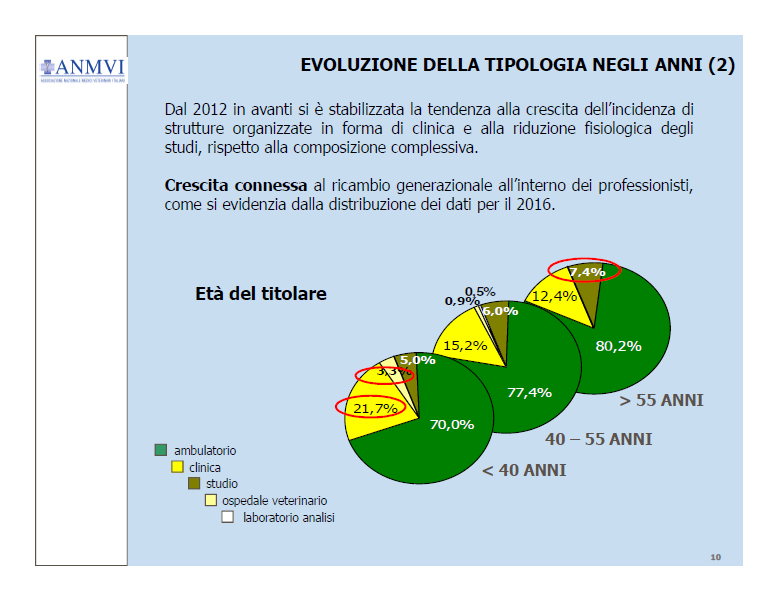 ANMVI
ASSOCIAZIONE NAZIONALE MEDICI VETERINARI ITALIANI
EVOLUZIONE DELLA TIPOLOGIA NEGLI ANNI (2)
Dal 2012 in avanti si è stabilizzata la tendenza alla crescita dell'incidenza di
strutture organizzate in forma di clinica e alla riduzione fisiologica degli
studi, rispetto alla composizione complessiva.
Crescita connessa al ricambio generazionale all'interno dei professionisti,
come si evidenzia dalla distribuzione dei dati per il 2016.
Età del titolare
7,4%
12,4%
80,2%
> 55 ANNI
0,5%
0,9%
6,0%
15,2%
77,4%
40 – 55 ANNI
5,0%
3,3%
21,7%
70,0%
< 40 ANNI
ambulatorio
clinica
studio
ospedale veterinario
laboratorio analisi
10